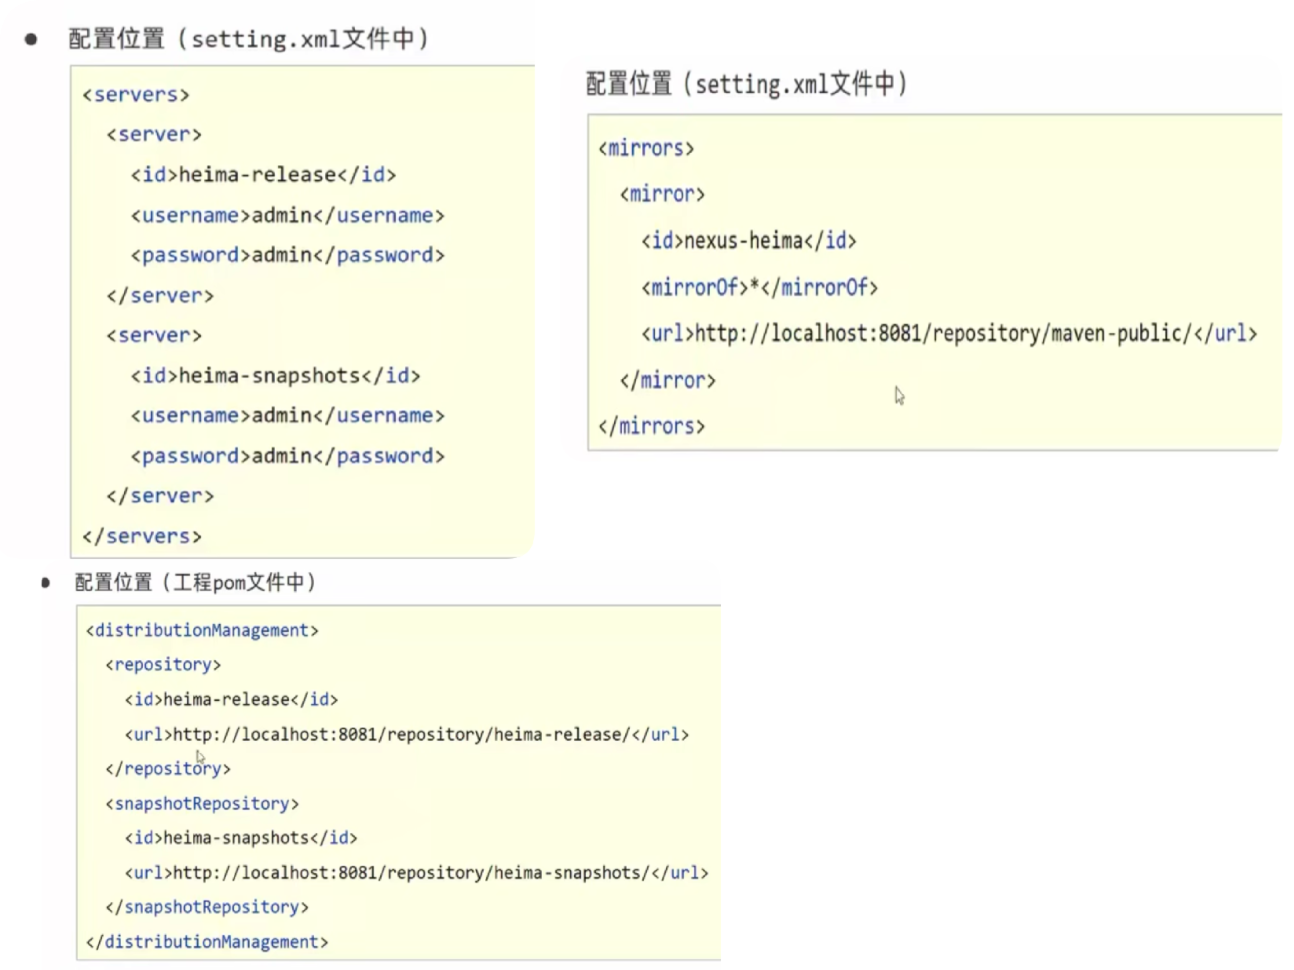 ● 配置位置（setting.xml文件中）
<servers>
<server>
<id>heima-release</id>
<username>admin</username>
<password>admin</password>
</server>
<server>
<id>heima-snapshots</id>
<username>admin</username>
<password>admin</password>
</server>
</servers>
配置位置（setting.xml文件中）
<mirrors>
<mirror>
<id>nexus-heima</id>
<mirrorOf>*</mirrorOf>
<url>http://localhost:8081/repository/maven-public/</url>
</mirror>
</mirrors>
● 配置位置（工程pom文件中）
<distributionManagement>
<repository>
<id>heima-release</id>
<url>http://localhost:8081/repository/heima-release/</url>
</repository>
<snapshotRepository>
<id>heima-snapshots</id>
<url>http://localhost:8081/repository/heima-snapshots/</url>
</snapshotRepository>
</distributionManagement>